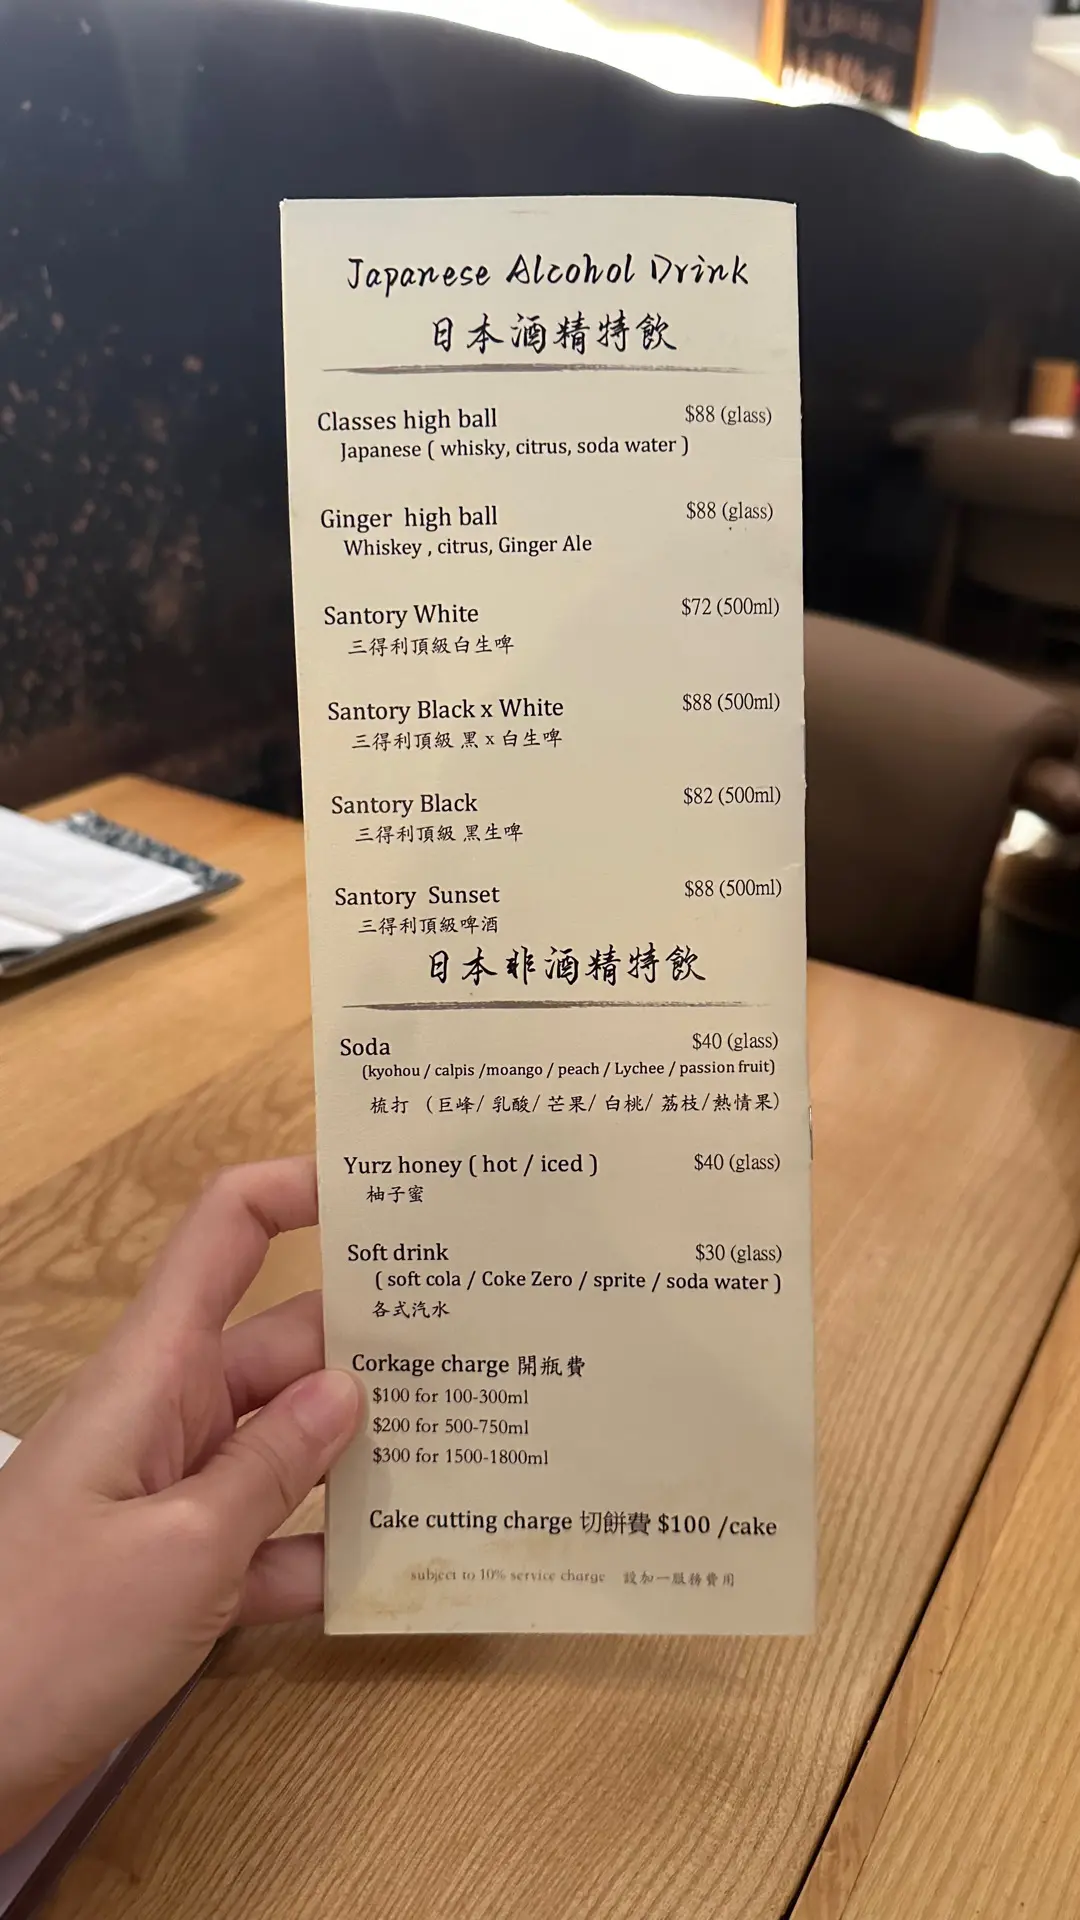 Japanese Alcohol Drink
日本酒精特飲
Classes high ball $88 (glass)
Japanese ( whisky, citrus, soda water )
Ginger high ball $88 (glass)
Whiskey , citrus, Ginger Ale
Santory White $72 (500ml)
三得利頂級白生啤
Santory Black x White $88 (500ml)
三得利頂級 黑 x 白生啤
Santory Black $82 (500ml)
三得利頂級 黑生啤
Santory Sunset $88 (500ml)
三得利頂級啤酒
日本非酒精特飲
Soda $40 (glass)
(kyohou / calpis /moango / peach / Lychee / passion fruit)
梳打 （巨峰/ 乳酸/ 芒果/ 白桃/ 荔枝/熱情果）
Yurz honey ( hot / iced ) $40 (glass)
柚子蜜
Soft drink $30 (glass)
( soft cola / Coke Zero / sprite / soda water )
各式汽水
Corkage charge 開瓶費
$100 for 100-300ml
$200 for 500-750ml
$300 for 1500-1800ml
Cake cutting charge 切餅費 $100 /cake
subject to 10% service charge 設加一服務費用